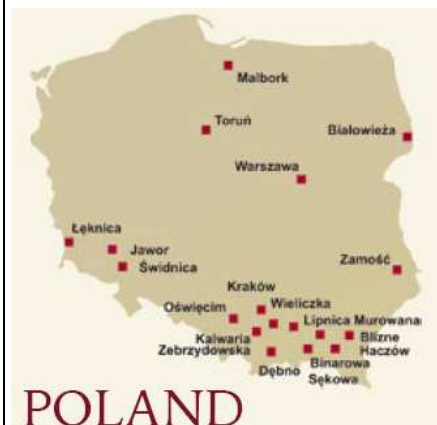 Malbork
Toruń
Białowieża
Warszawa
Łęknica
Jawor
Świdnica
Zamość
Kraków
Oświęcim
Wieliczka
Lipnica Murowana
Kalwaria
Zebrzydowska
Blizne
Haczów
Dębno
Binarowa
Sękowa
POLAND